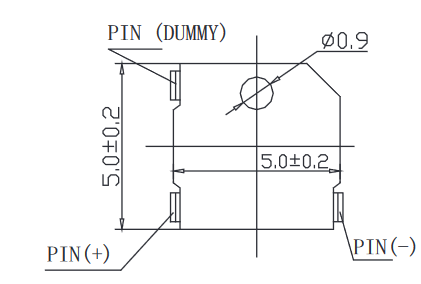 PIN (DUMMY)
Ø0.9
5.0±0.2
5.0±0.2
PIN(+)
PIN(-)